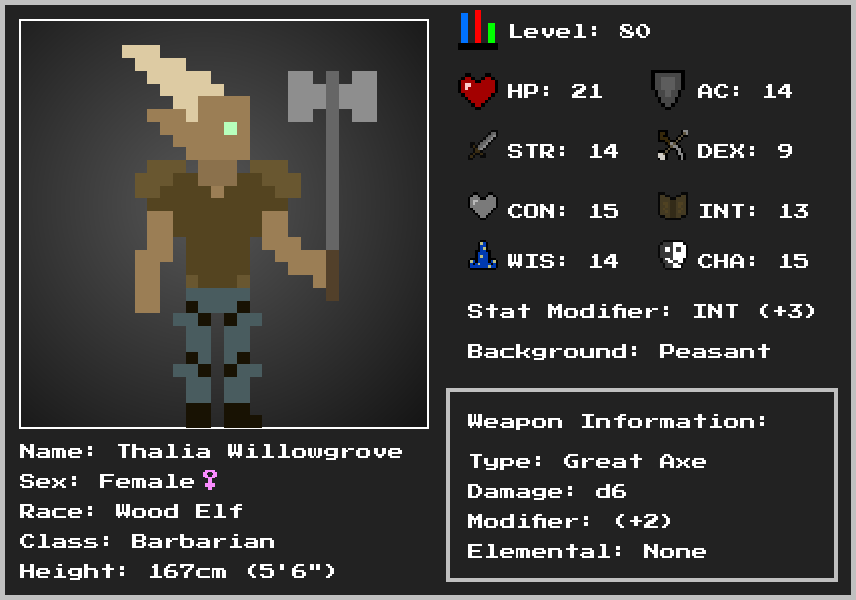 Level: 80
HP: 21 AC: 14
STR: 14 DEX: 9
CON: 15 INT: 13
WIS: 14 CHA: 15
Stat Modifier: INT (+3)
Background: Peasant
Weapon Information:
Type: Great Axe
Damage: d6
Modifier: (+2)
Elemental: None
Name: Thalia Willowgrove
Sex: Female♀
Race: Wood Elf
Class: Barbarian
Height: 167cm (5'6")